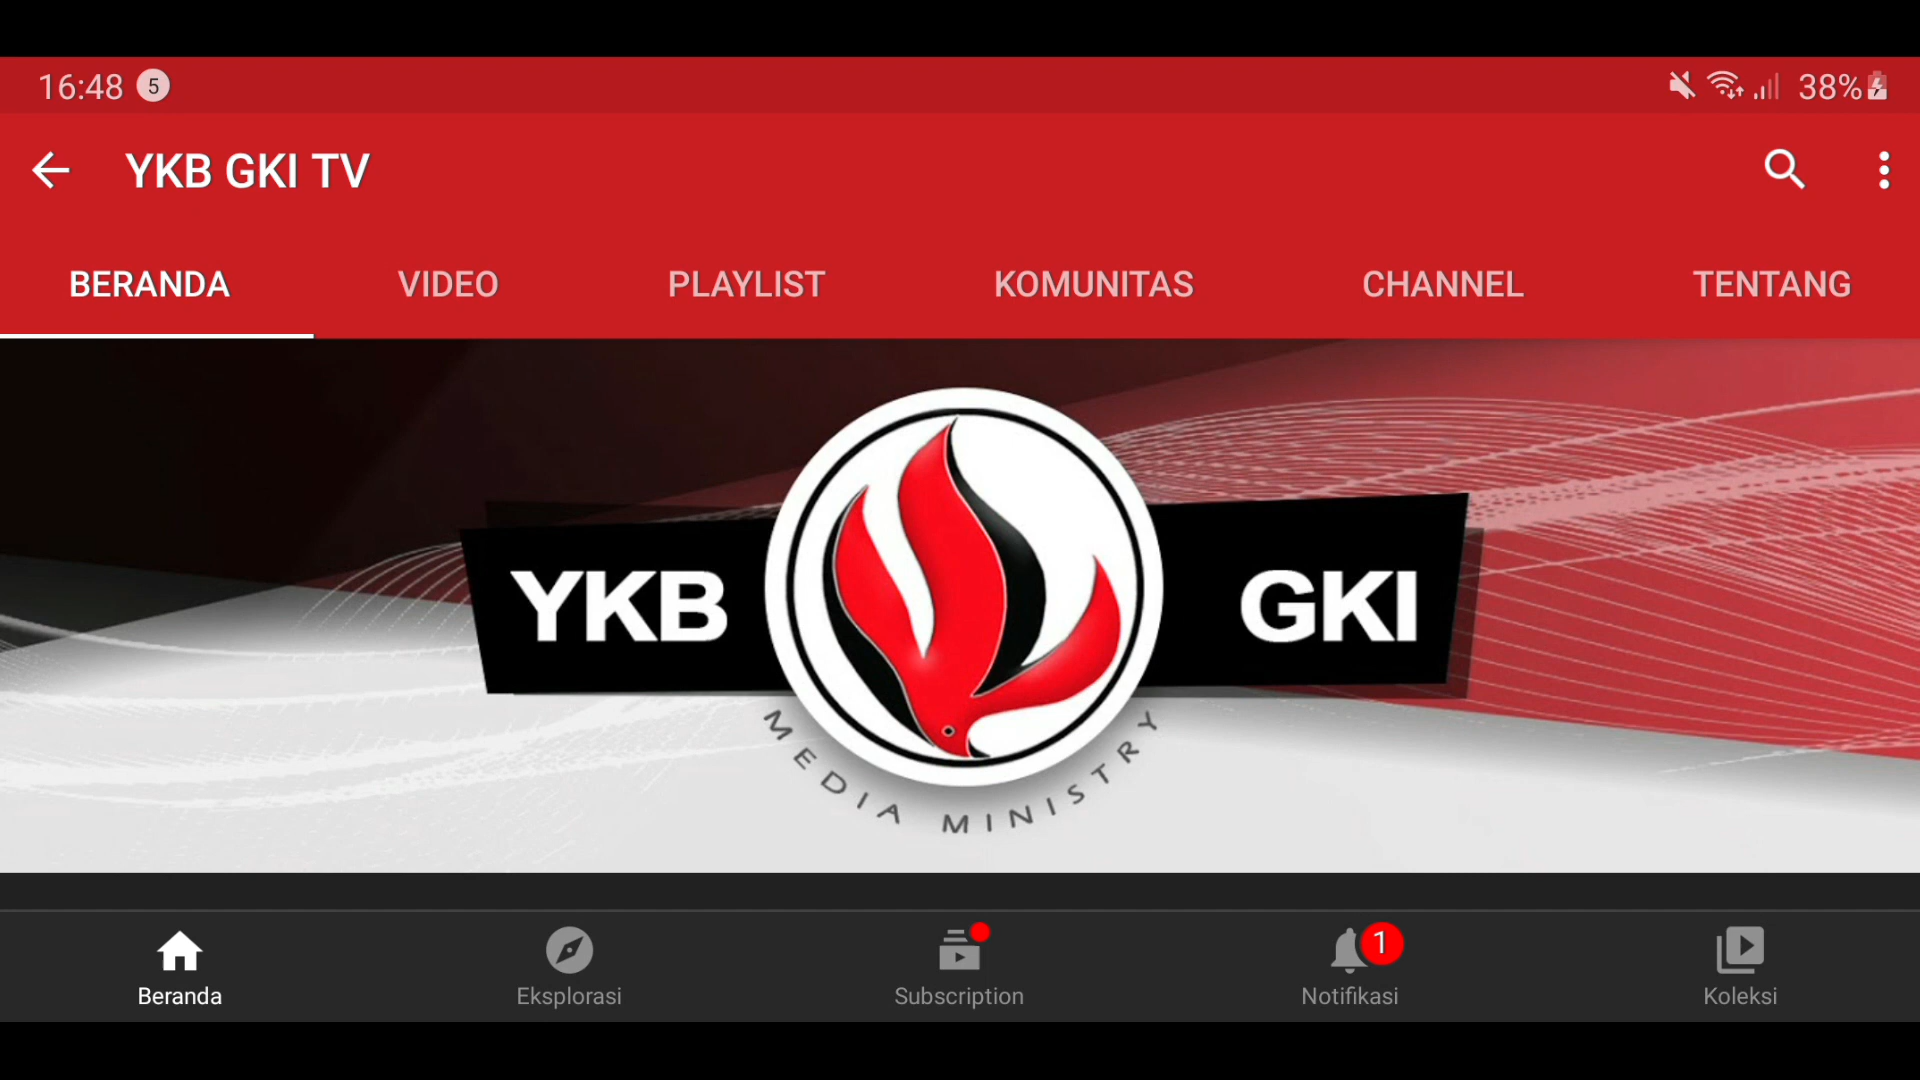 16:48 5 38%
YKB GKI TV
BERANDA VIDEO PLAYLIST KOMUNITAS CHANNEL TENTANG
YKB GKI
MEDIA MINISTRY
1
Beranda Eksplorasi Subscription Notifikasi Koleksi